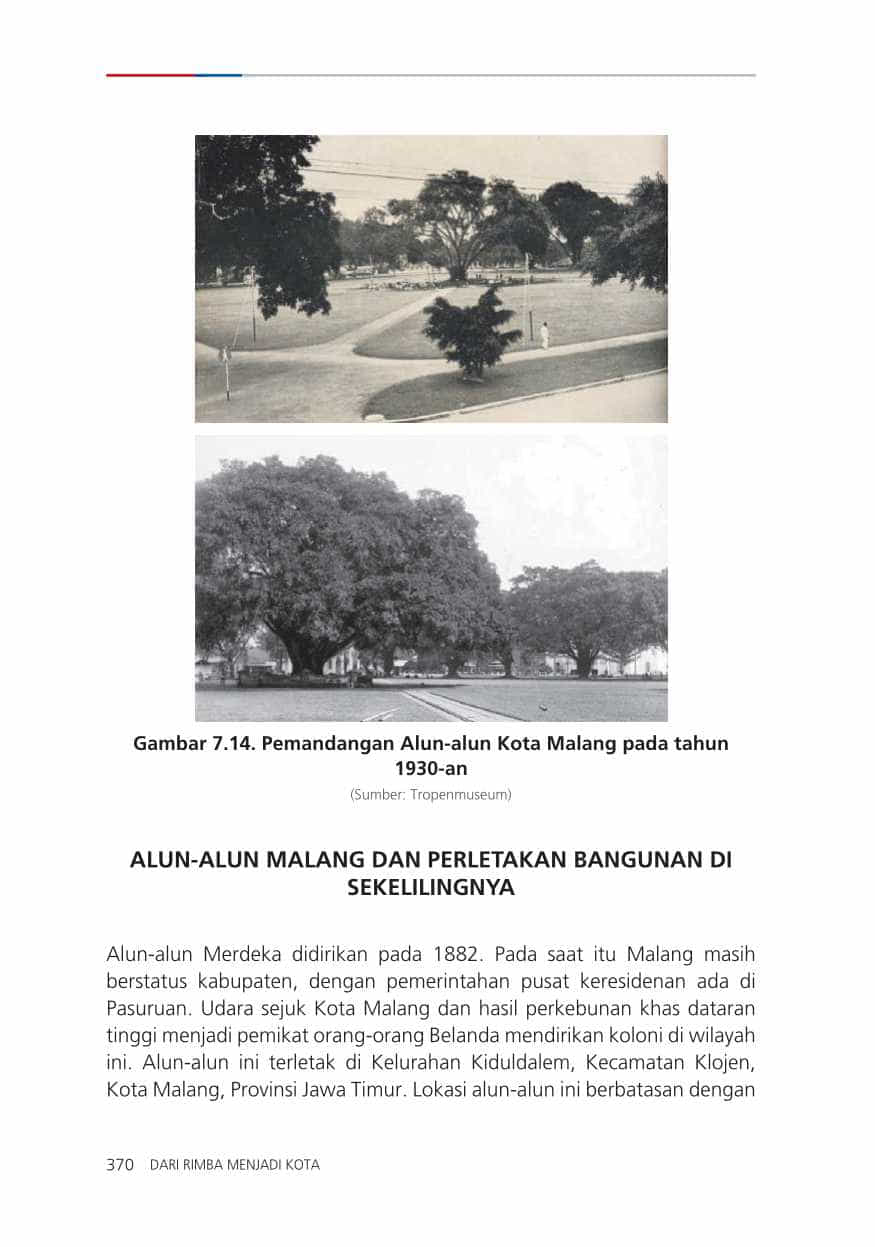 Gambar 7.14. Pemandangan Alun-alun Kota Malang pada tahun
1930-an
(Sumber: Tropenmuseum)
ALUN-ALUN MALANG DAN PERLETAKAN BANGUNAN DI
SEKELILINGNYA
Alun-alun Merdeka didirikan pada 1882. Pada saat itu Malang masih
berstatus kabupaten, dengan pemerintahan pusat keresidenan ada di
Pasuruan. Udara sejuk Kota Malang dan hasil perkebunan khas dataran
tinggi menjadi pemikat orang-orang Belanda mendirikan koloni di wilayah
ini. Alun-alun ini terletak di Kelurahan Kiduldalem, Kecamatan Klojen,
Kota Malang, Provinsi Jawa Timur. Lokasi alun-alun ini berbatasan dengan
370 DARI RIMBA MENJADI KOTA